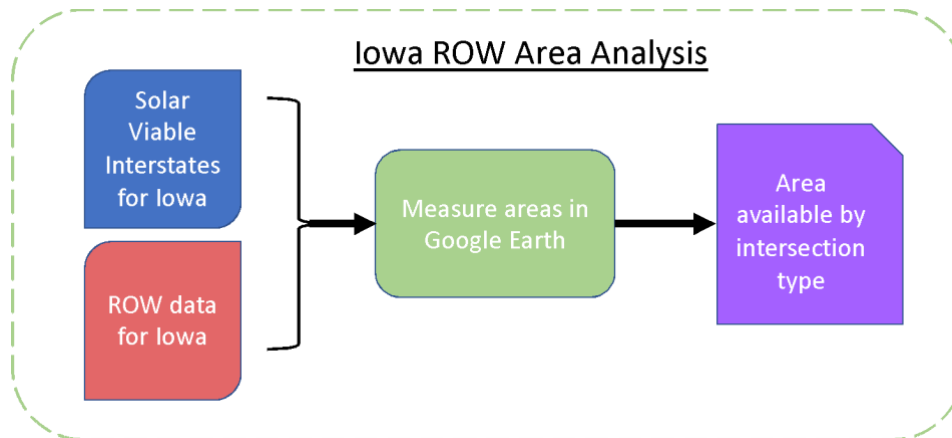 Iowa ROW Area Analysis
Solar
Viable
Interstates
for Iowa
ROW data
for Iowa
Measure areas in
Google Earth
Area
available by
intersection
type